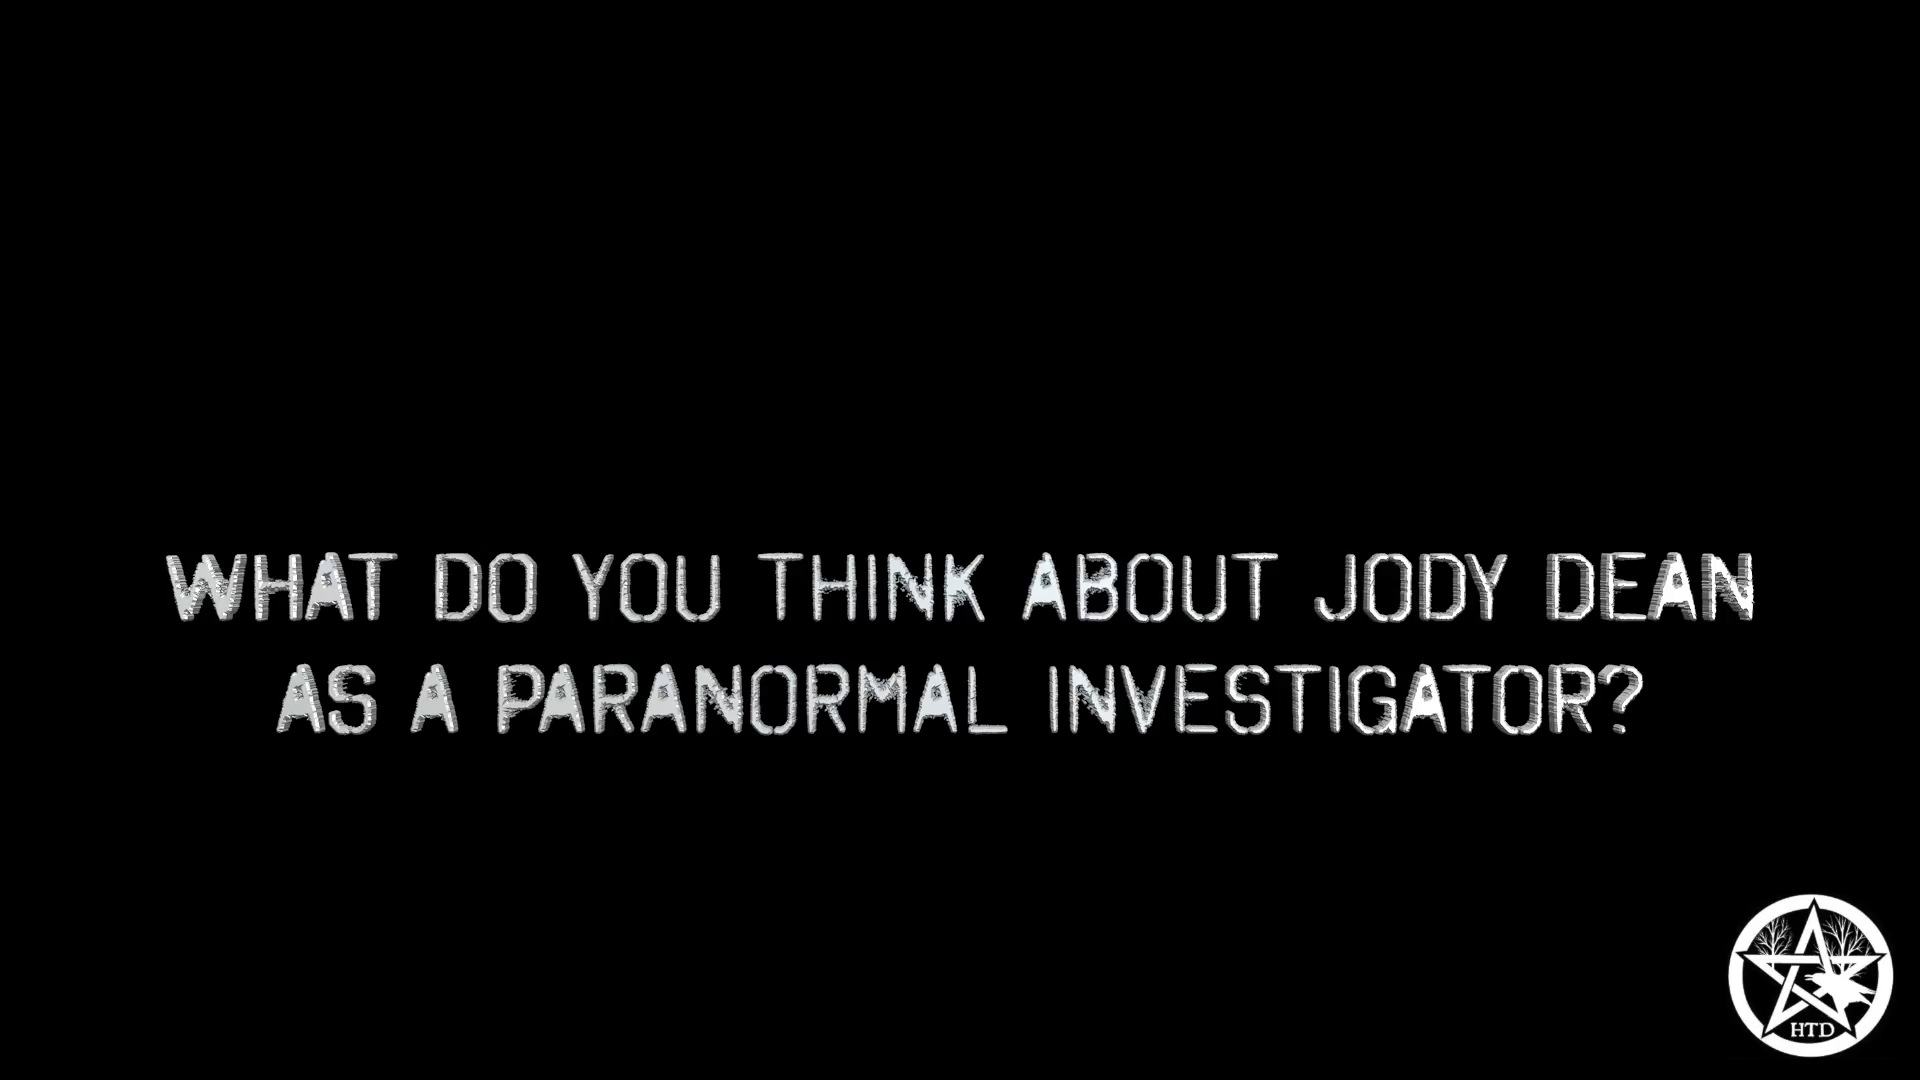 WHAT DO YOU THINK ABOUT JODY DEAN
AS A PARANORMAL INVESTIGATOR?
HTD